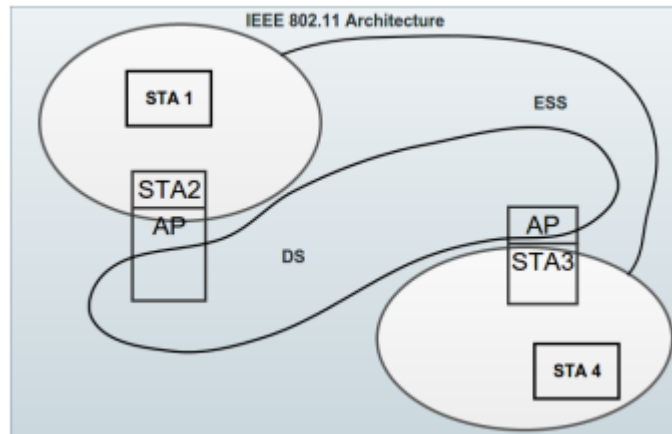 IEEE 802.11 Architecture
STA 1
ESS
STA2
AP
AP
DS
STA3
STA 4